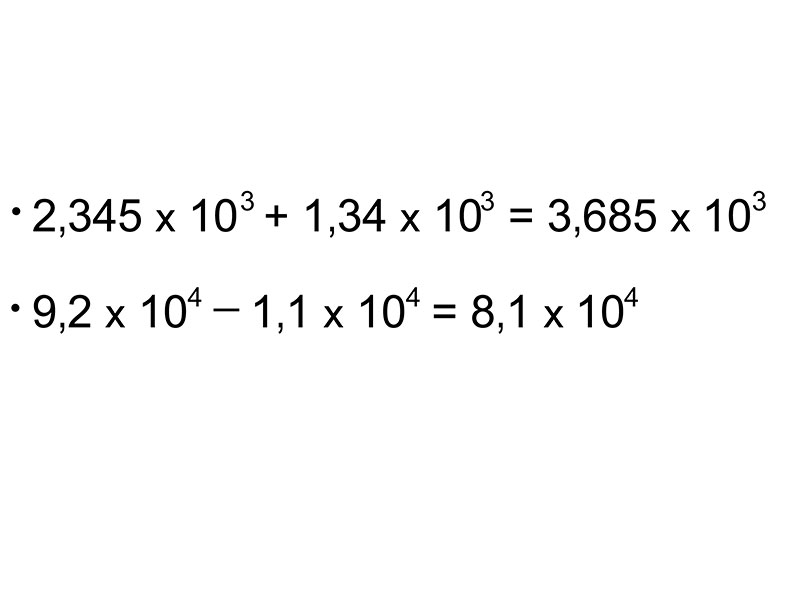 • 2,345 x 10³ + 1,34 x 10³ = 3,685 x 10³
• 9,2 x 10⁴ – 1,1 x 10⁴ = 8,1 x 10⁴